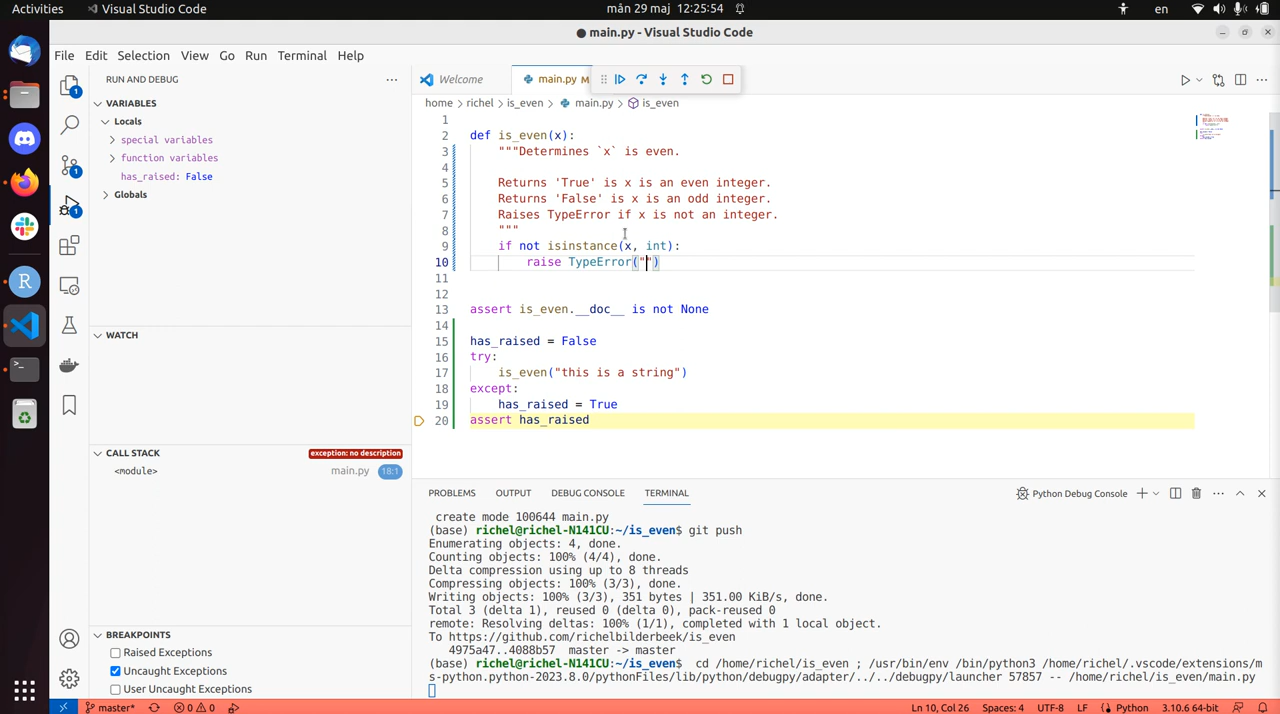 Activities
Visual Studio Code
mån 29 maj 12:25:54
en
● main.py - Visual Studio Code
File Edit Selection View Go Run Terminal Help
RUN AND DEBUG
VARIABLES
Locals
special variables
function variables
has_raised: False
Globals
WATCH
CALL STACK
exception: no description
<module>
main.py 18:1
BREAKPOINTS
Raised Exceptions
Uncaught Exceptions
User Uncaught Exceptions
Welcome
main.py M
home > richel > is_even > main.py > is_even
1
2 def is_even(x):
3 """Determines `x` is even.
4
5 Returns 'True' is x is an even integer.
6 Returns 'False' is x is an odd integer.
7 Raises TypeError if x is not an integer.
8 """
9 if not isinstance(x, int):
10 raise TypeError("")
11
12
13 assert is_even.__doc__ is not None
14
15 has_raised = False
16 try:
17 is_even("this is a string")
18 except:
19 has_raised = True
20 assert has_raised
PROBLEMS OUTPUT DEBUG CONSOLE TERMINAL
Python Debug Console
create mode 100644 main.py
(base) richel@richel-N141CU:~/is_even$ git push
Enumerating objects: 4, done.
Counting objects: 100% (4/4), done.
Delta compression using up to 8 threads
Compressing objects: 100% (3/3), done.
Writing objects: 100% (3/3), 351 bytes | 351.00 KiB/s, done.
Total 3 (delta 1), reused 0 (delta 0), pack-reused 0
remote: Resolving deltas: 100% (1/1), completed with 1 local object.
To https://github.com/richelbilderbeek/is_even
4975a47..4088b57 master -> master
(base) richel@richel-N141CU:~/is_even$ cd /home/richel/is_even ; /usr/bin/env /bin/python3 /home/richel/.vscode/extensions/m
s-python.python-2023.8.0/pythonFiles/lib/python/debugpy/adapter/../../debugpy/launcher 57857 -- /home/richel/is_even/main.py
master* 0 0 Ln 10, Col 26 Spaces: 4 UTF-8 LF Python 3.10.6 64-bit